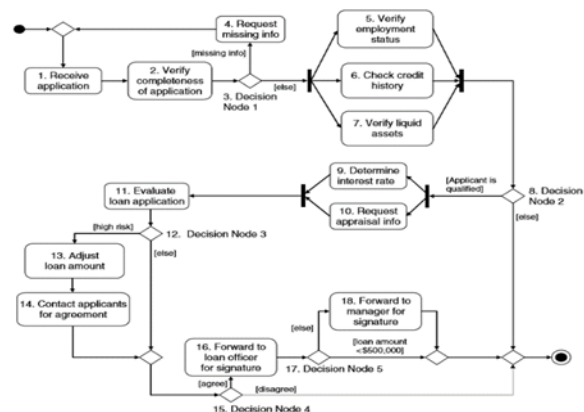 4. Request
missing info
[missing info]
1. Receive
application
2. Verify
completeness
of application
3. Decision
Node 1
[else]
5. Verify
employment
status
6. Check credit
history
7. Verify liquid
assets
8. Decision
Node 2
[Applicant is
qualified]
[else]
9. Determine
interest rate
10. Request
appraisal info
11. Evaluate
loan application
12. Decision Node 3
[high risk]
[else]
13. Adjust
loan amount
14. Contact applicants
for agreement
15. Decision Node 4
[agree]
[disagree]
16. Forward to
loan officer
for signature
17. Decision Node 5
[else]
[loan amount
<$500,000]
18. Forward to
manager for
signature